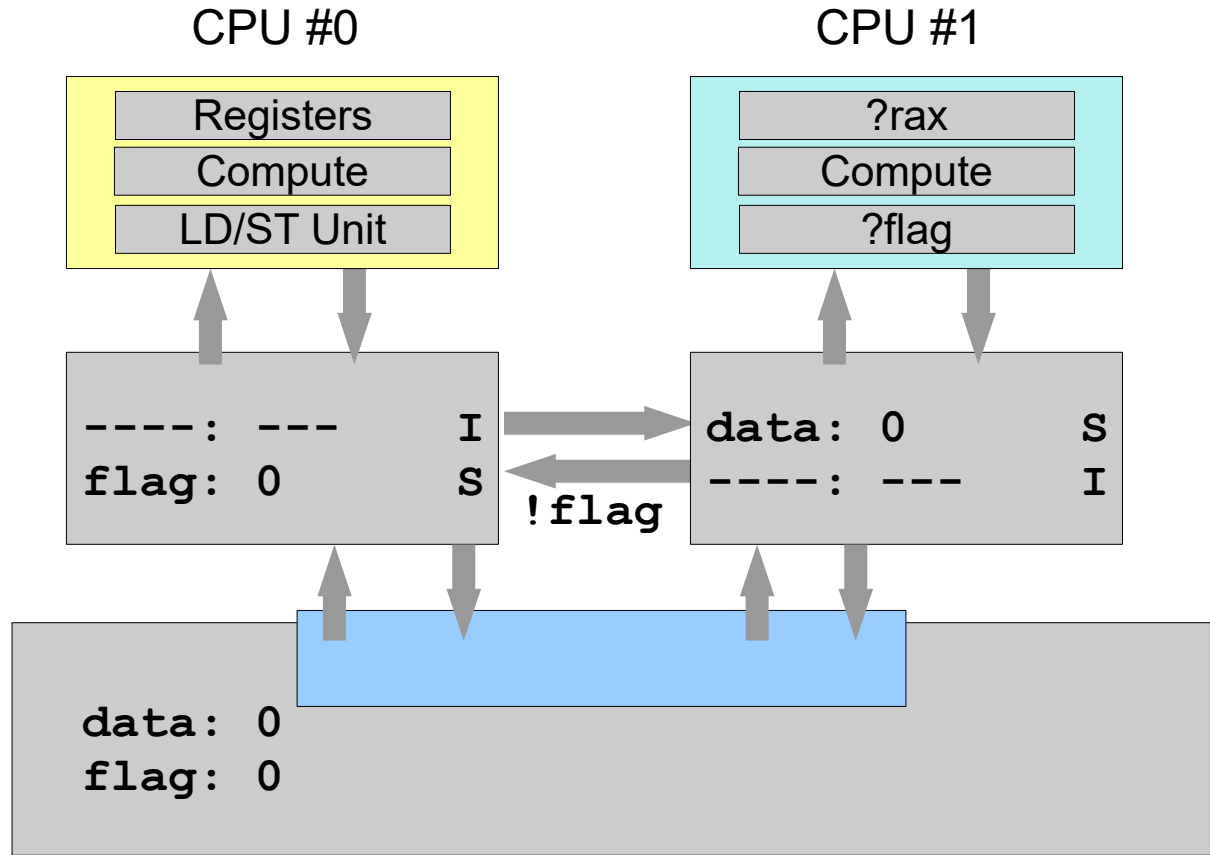 CPU #0
CPU #1
Registers
Compute
LD/ST Unit
?rax
Compute
?flag
----: --- I
flag: 0 S
!flag
data: 0 S
----: --- I
data: 0
flag: 0